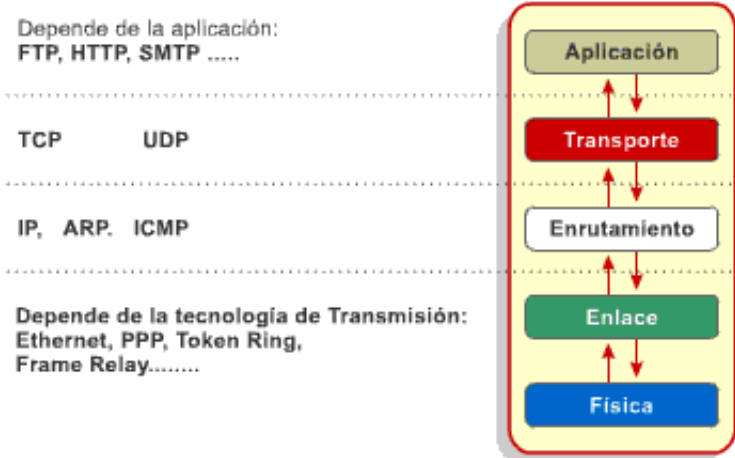 Depende de la aplicación:
FTP, HTTP, SMTP .....
Aplicación
TCP UDP
Transporte
IP, ARP. ICMP
Enrutamiento
Depende de la tecnología de Transmisión:
Ethernet, PPP, Token Ring,
Frame Relay........
Enlace
Física